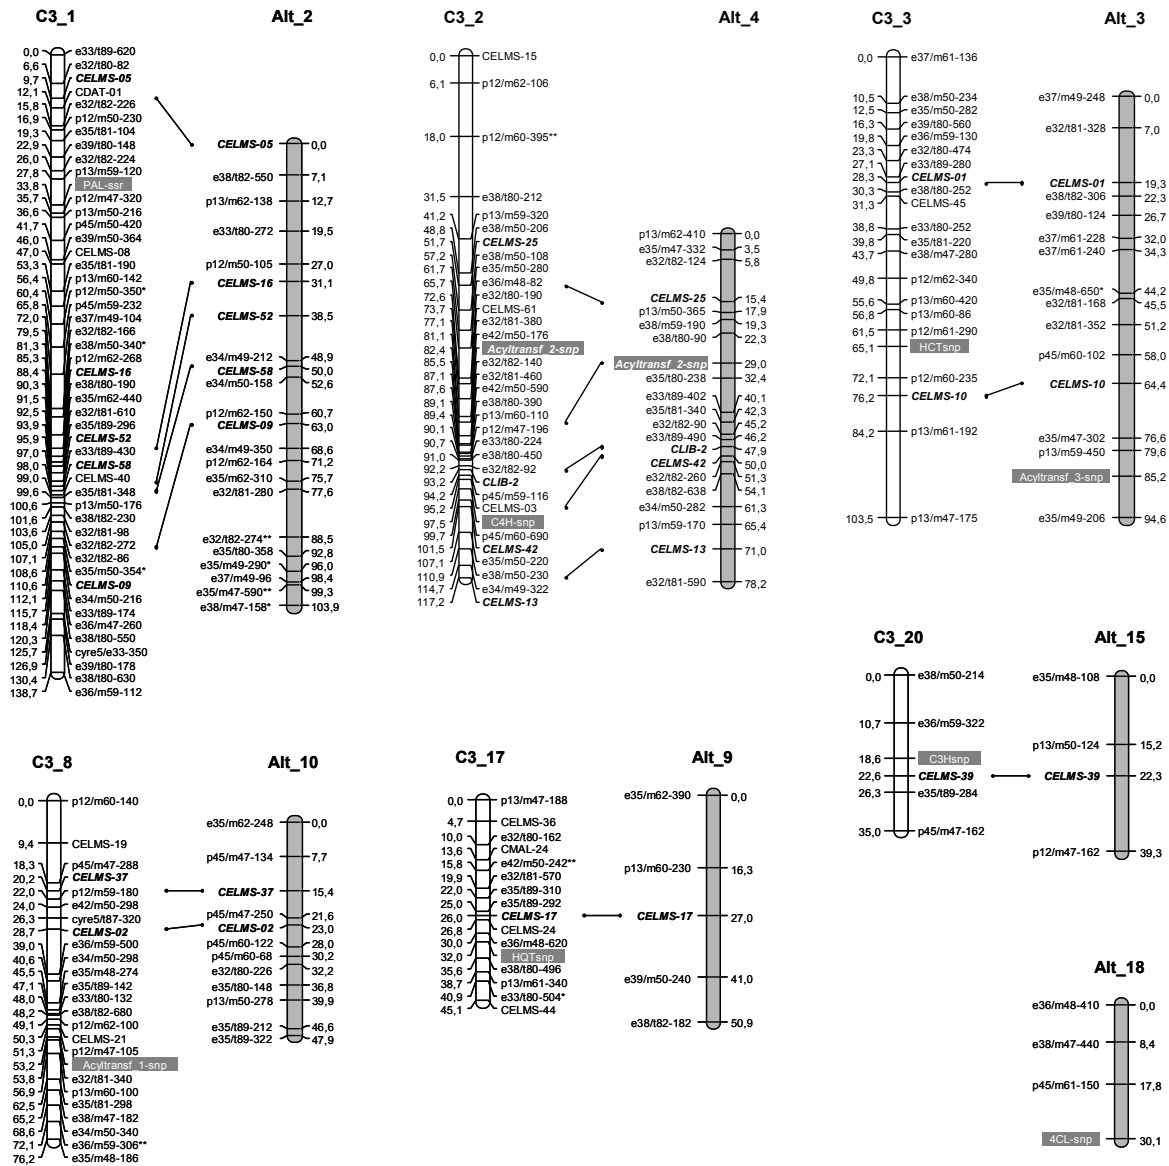 C3_1
0,0 e33/t89-620
6,6 e32/t80-82
9,7 CELMS-05
12,1 CDAT-01
15,8 e32/t82-226
16,9 p12/m50-230
19,3 e35/t81-104
22,9 e39/t80-148
26,0 e32/t82-224
27,8 p13/m59-120
33,8 PAL-ssr
35,7 p12/m47-320
36,6 p13/m50-216
41,7 p45/m50-420
46,0 e39/m50-364
47,0 CELMS-08
53,3 e35/t81-190
56,4 p13/m60-142
60,4 p12/m50-350*
65,8 p45/m59-232
72,0 e37/m49-104
79,5 e32/t82-166
81,3 e38/m50-340*
85,3 p12/m62-268
88,4 CELMS-16
90,3 e38/t80-190
91,5 e35/m62-440
92,5 e32/t81-610
93,9 e35/t89-296
95,9 CELMS-52
97,0 e33/t89-430
98,0 CELMS-58
99,0 CELMS-40
99,6 e35/t81-348
100,6 p13/m50-176
101,6 e38/t82-230
103,6 e32/t81-98
105,0 e32/t82-272
107,1 e32/t82-86
108,6 e35/m50-354*
110,6 CELMS-09
112,1 e34/m50-216
115,7 e33/t89-174
118,4 e36/m47-260
120,3 e38/t80-550
125,7 cyre5/e33-350
126,9 e39/t80-178
130,4 e38/t80-630
138,7 e36/m59-112
Alt_2
CELMS-05 0,0
e38/t82-550 7,1
p13/m62-138 12,7
e33/t80-272 19,5
p12/m50-105 27,0
CELMS-16 31,1
CELMS-52 38,5
e34/m49-212 48,9
CELMS-58 50,0
e34/m50-158 52,6
p12/m62-150 60,7
CELMS-09 63,0
e34/m49-350 68,6
p12/m62-164 71,2
e35/m62-310 75,7
e32/t81-280 77,6
e32/t82-274** 88,5
e35/t80-358 92,8
e35/m49-290* 96,0
e37/m49-96 98,4
e35/m47-590** 99,3
e38/m47-158* 103,9
C3_2
0,0 CELMS-15
6,1 p12/m62-106
18,0 p12/m60-395**
31,5 e38/t80-212
41,2 p13/m59-320
48,8 e38/m50-206
51,7 CELMS-25
57,2 e38/m50-108
61,7 e35/m50-280
65,7 e36/m48-82
72,6 e32/t80-190
73,7 CELMS-61
77,1 e32/t81-380
81,1 e42/m50-176
82,4 Acyltransf_2-snp
85,5 e32/t82-140
87,1 e32/t81-460
87,6 e42/m50-590
89,1 e38/t80-390
89,4 p13/m60-110
90,1 p12/m47-196
90,7 e33/t80-224
91,0 e38/t80-450
92,2 e32/t82-92
93,2 CLIB-2
94,2 p45/m59-116
95,2 CELMS-03
97,5 C4H-snp
99,7 p45/m60-690
101,5 CELMS-42
107,1 e35/m50-220
110,9 e38/m50-230
114,7 e34/m49-322
117,2 CELMS-13
Alt_4
p13/m62-410 0,0
e35/m47-332 3,5
e32/t82-124 5,8
CELMS-25 15,4
p13/m50-365 17,9
e38/m59-190 19,3
e38/t80-90 22,3
Acyltransf_2-snp 29,0
e35/t80-238 32,4
e33/t89-402 40,1
e35/t81-340 42,3
e32/t82-90 45,2
e33/t89-490 46,2
CLIB-2 47,9
CELMS-42 50,0
e32/t82-260 51,3
e38/t82-638 54,1
e34/m50-282 61,3
p13/m59-170 65,4
CELMS-13 71,0
e32/t81-590 78,2
C3_3
0,0 e37/m61-136
10,5 e38/m50-234
12,5 e35/m50-282
16,3 e39/t80-560
19,8 e36/m59-130
23,3 e32/t80-474
27,1 e33/t89-280
28,3 CELMS-01
30,3 e38/t80-252
31,3 CELMS-45
38,8 e33/t80-252
39,8 e35/t81-220
43,7 e38/m47-280
49,8 p12/m62-340
55,6 p13/m60-420
56,8 p13/m60-86
61,5 p12/m61-290
65,1 HCTsnp
72,1 p12/m60-235
76,2 CELMS-10
84,2 p13/m61-192
103,5 p13/m47-175
Alt_3
e37/m49-248 0,0
e32/t81-328 7,0
CELMS-01 19,3
e38/t82-306 22,3
e39/t80-124 26,7
e37/m61-228 32,0
e37/m61-240 34,3
e35/m48-650* 44,2
e32/t81-168 45,5
e32/t81-352 51,2
p45/m60-102 58,0
CELMS-10 64,4
e35/m47-302 76,6
p13/m59-450 79,6
Acyltransf_3-snp 85,2
e35/m49-206 94,6
C3_20
0,0 e38/m50-214
10,7 e36/m59-322
18,6 C3Hsnp
22,6 CELMS-39
26,3 e35/t89-284
35,0 p45/m47-162
Alt_15
e35/m48-108 0,0
p13/m50-124 15,2
CELMS-39 22,3
p12/m47-162 39,3
C3_8
0,0 p12/m60-140
9,4 CELMS-19
18,3 p45/m47-288
20,2 CELMS-37
22,0 p12/m59-180
24,0 e42/m50-298
26,3 cyre5/t87-320
28,7 CELMS-02
39,0 e36/m59-500
40,6 e34/m50-298
45,5 e35/m48-274
47,1 e35/t89-142
48,0 e33/t80-132
48,2 e38/t82-680
49,1 p12/m62-100
50,3 CELMS-21
51,3 p12/m47-105
53,2 Acyltransf_1-snp
53,8 e32/t81-340
56,9 p13/m60-100
62,5 e35/t81-298
65,2 e38/m47-182
68,6 e34/m50-340
72,1 e36/m59-306**
76,2 e35/m48-186
Alt_10
e35/m62-248 0,0
p45/m47-134 7,7
CELMS-37 15,4
p45/m47-250 21,6
CELMS-02 23,0
p45/m60-122 28,0
p45/m60-68 30,2
e32/t80-226 32,2
e35/t80-148 36,8
p13/m50-278 39,9
e35/t89-212 46,6
e35/t89-322 47,9
C3_17
0,0 p13/m47-188
4,7 CELMS-36
10,0 e32/t80-162
13,6 CMAL-24
15,8 e42/m50-242**
19,9 e32/t81-570
22,0 e35/t89-310
25,0 e35/t89-292
26,0 CELMS-17
26,8 CELMS-24
30,0 e36/m48-620
32,0 HQTsnp
35,6 e38/t80-496
38,7 p13/m61-340
40,9 e33/t80-504*
45,1 CELMS-44
Alt_9
e35/m62-390 0,0
p13/m60-230 16,3
CELMS-17 27,0
e39/m50-240 41,0
e38/t82-182 50,9
Alt_18
e36/m48-410 0,0
e38/m47-440 8,4
p45/m61-150 17,8
4CL-snp 30,1